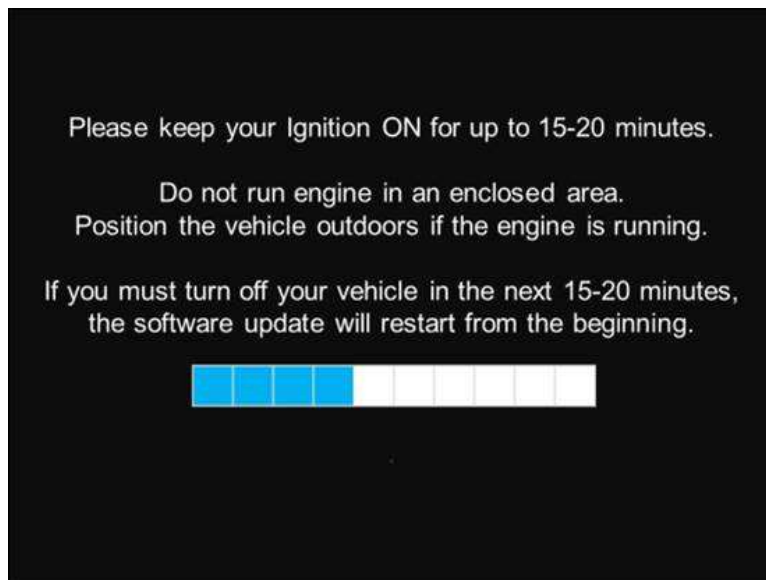 Please keep your Ignition ON for up to 15-20 minutes.
Do not run engine in an enclosed area.
Position the vehicle outdoors if the engine is running.
If you must turn off your vehicle in the next 15-20 minutes,
the software update will restart from the beginning.